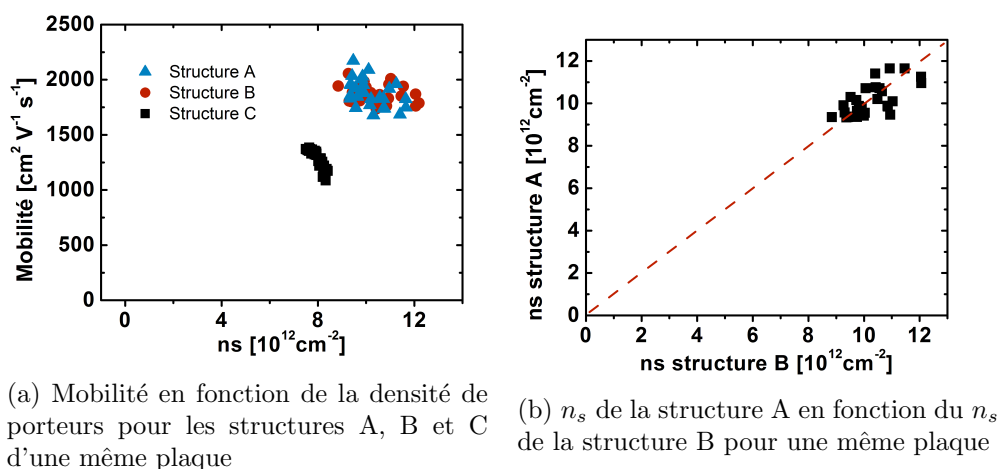 2500
2000
1500
1000
500
0
Mobilité [cm² V⁻¹ s⁻¹]
Structure A
Structure B
Structure C
0 4 8 12
ns [10¹²cm⁻²]
12
10
8
6
4
2
0
ns structure A [10¹²cm⁻²]
0 2 4 6 8 10 12
ns structure B [10¹²cm⁻²]
(a) Mobilité en fonction de la densité de
porteurs pour les structures A, B et C
d'une même plaque
(b) nₛ de la structure A en fonction du nₛ
de la structure B pour une même plaque